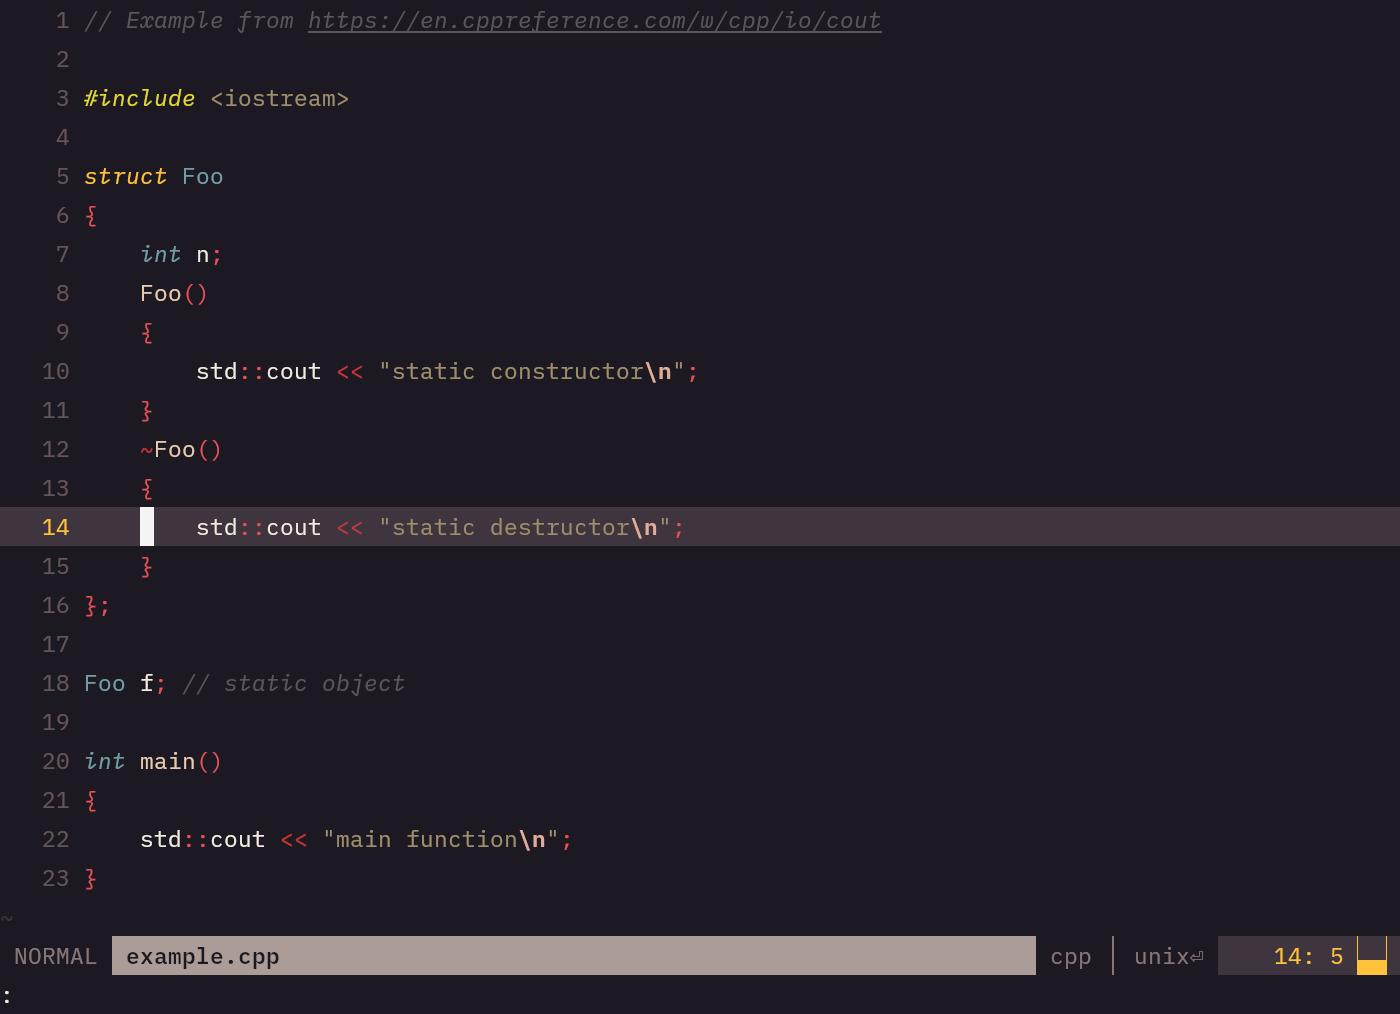 1 // Example from https://en.cppreference.com/w/cpp/io/cout
2
3 #include <iostream>
4
5 struct Foo
6 {
7     int n;
8     Foo()
9     {
10         std::cout << "static constructor\n";
11     }
12     ~Foo()
13     {
14         std::cout << "static destructor\n";
15     }
16 };
17
18 Foo f; // static object
19
20 int main()
21 {
22     std::cout << "main function\n";
23 }
~
NORMAL example.cpp cpp | unix⏎ 14: 5
: